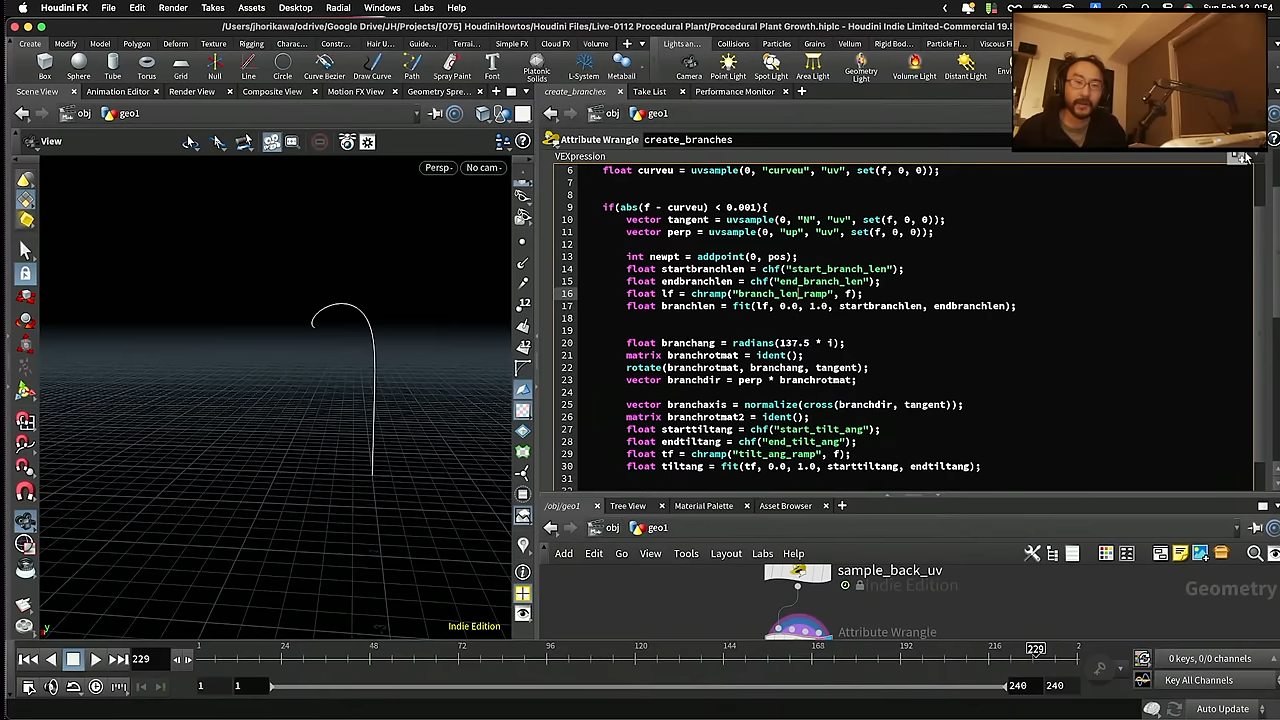 Houdini FX File Edit Render Takes Assets Desktop Radial Windows Labs Help
/Users/jhorikawa/odrive/Google Drive/JH/Projects/[075] HoudiniHowtos/Houdini Files/Live-0112 Procedural Plant/Procedural Plant Growth.hiplc - Houdini Indie Limited-Commercial 19.5
Create Modify Model Polygon Deform Texture Rigging Charac... Constr... Hair U... Guide... Terrai... Simple FX Cloud FX Volume
Lights an... Collisions Particles Grains Vellum Rigid Bod... Particle Fl... Viscous F
Box Sphere Tube Torus Grid Null Line Circle Curve Bezier Draw Curve Path Spray Paint Font Platonic Solids L-System Metaball
Camera Point Light Spot Light Area Light Geometry Light Volume Light Distant Light
Scene View Animation Editor Render View Composite View Motion FX View Geometry Spre...
create_branches Take List Performance Monitor
obj geo1
obj geo1
View
Attribute Wrangle create_branches
VEXpression
Persp No cam
6 float curveu = uvsample(0, "curveu", "uv", set(f, 0, 0));
7
8
9 if(abs(f - curveu) < 0.001){
10 vector tangent = uvsample(0, "N", "uv", set(f, 0, 0));
11 vector perp = uvsample(0, "up", "uv", set(f, 0, 0));
12
13 int newpt = addpoint(0, pos);
14 float startbranchlen = chf("start_branch_len");
15 float endbranchlen = chf("end_branch_len");
16 float lf = chramp("branch_len_ramp", f);
17 float branchlen = fit(lf, 0.0, 1.0, startbranchlen, endbranchlen);
18
19
20 float branchang = radians(137.5 * i);
21 matrix branchrotmat = ident();
22 rotate(branchrotmat, branchang, tangent);
23 vector branchdir = perp * branchrotmat;
24
25 vector branchaxis = normalize(cross(branchdir, tangent));
26 matrix branchrotmat2 = ident();
27 float starttiltang = chf("start_tilt_ang");
28 float endtiltang = chf("end_tilt_ang");
29 float tf = chramp("tilt_ang_ramp", f);
30 float tiltang = fit(tf, 0.0, 1.0, starttiltang, endtiltang);
31
Indie Edition
/obj/geo1 Tree View Material Palette Asset Browser
obj geo1
Add Edit Go View Tools Layout Labs Help
sample_back_uv
Indie Edition
Geometry
Attribute Wrangle
229
1 24 48 72 96 120 144 168 192 216 229 2
0 keys, 0/0 channels
1 1 240 240
Key All Channels
Auto Update